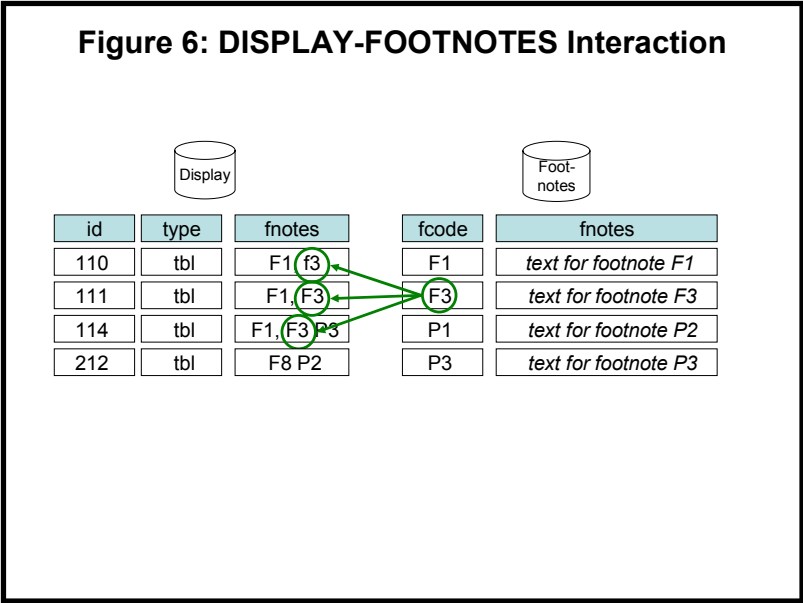 Figure 6: DISPLAY-FOOTNOTES Interaction
Display
Foot-
notes
id type fnotes fcode fnotes
110 tbl F1, f3 F1 text for footnote F1
111 tbl F1, F3 F3 text for footnote F3
114 tbl F1, F3 P3 P1 text for footnote P2
212 tbl F8 P2 P3 text for footnote P3